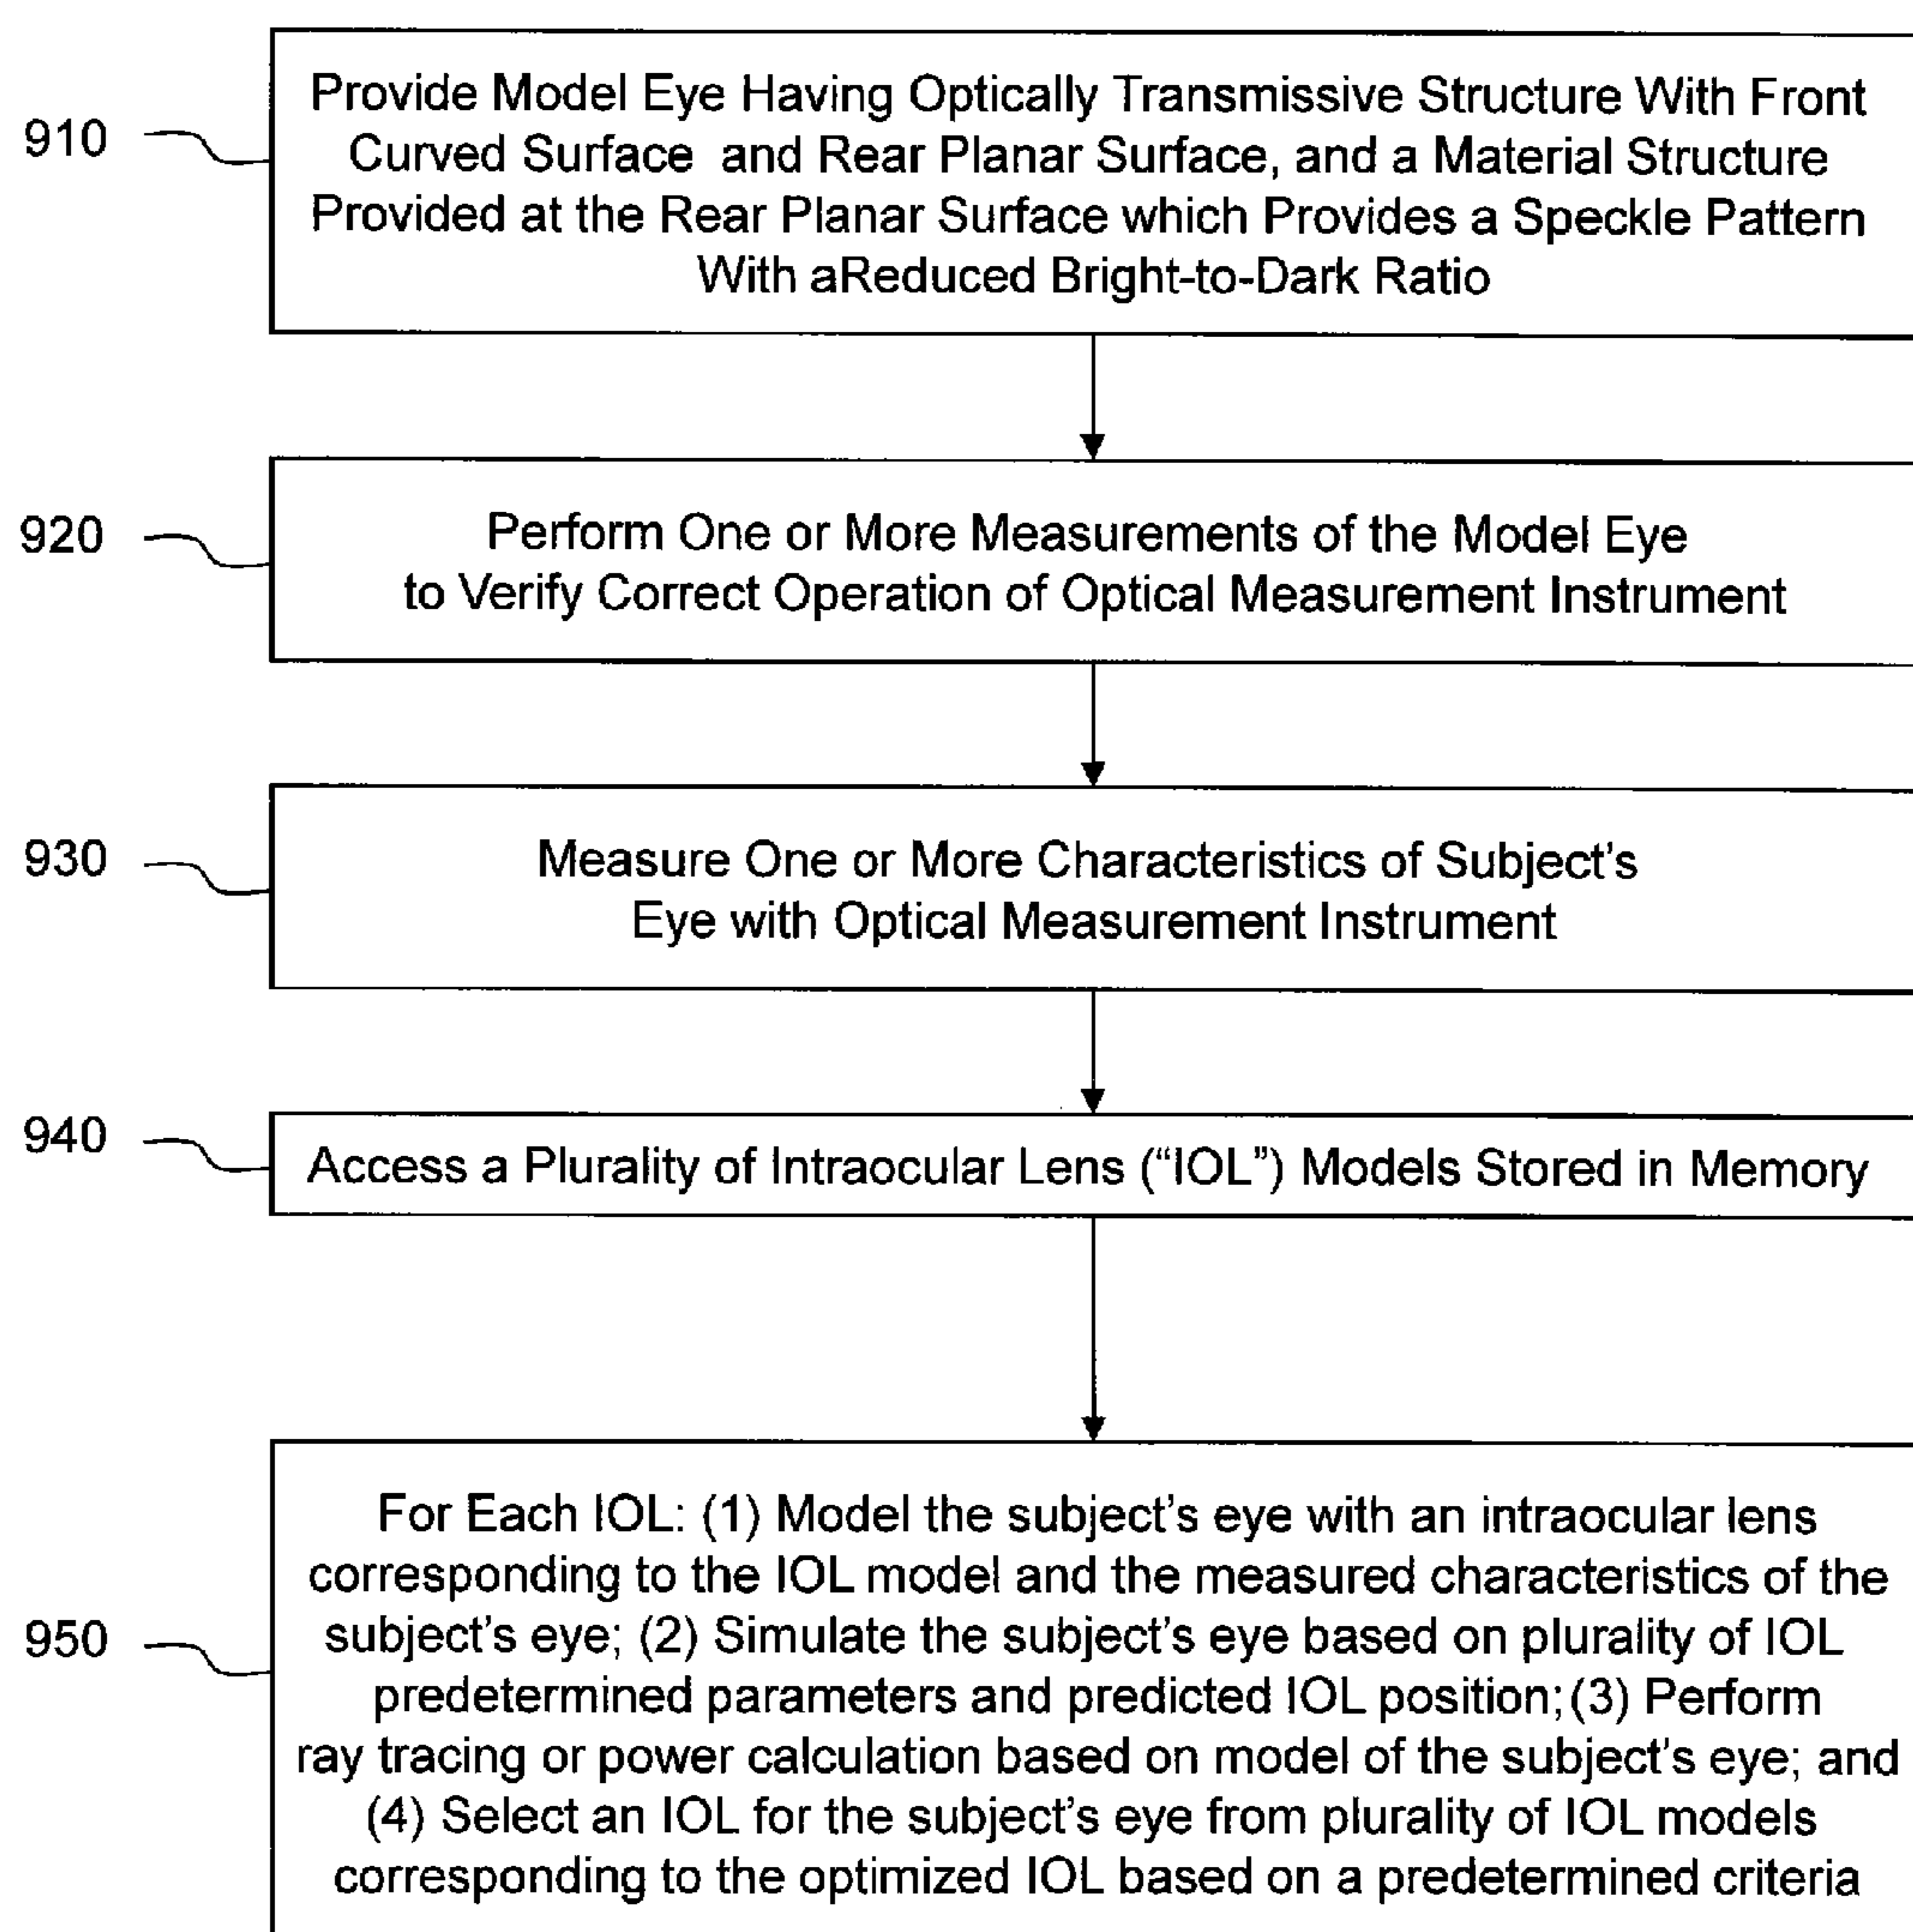 910
Provide Model Eye Having Optically Transmissive Structure With Front
Curved Surface and Rear Planar Surface, and a Material Structure
Provided at the Rear Planar Surface which Provides a Speckle Pattern
With aReduced Bright-to-Dark Ratio
920
Perform One or More Measurements of the Model Eye
to Verify Correct Operation of Optical Measurement Instrument
930
Measure One or More Characteristics of Subject's
Eye with Optical Measurement Instrument
940
Access a Plurality of Intraocular Lens (“IOL”) Models Stored in Memory
950
For Each IOL: (1) Model the subject's eye with an intraocular lens
corresponding to the IOL model and the measured characteristics of the
subject's eye; (2) Simulate the subject's eye based on plurality of IOL
predetermined parameters and predicted IOL position; (3) Perform
ray tracing or power calculation based on model of the subject's eye; and
(4) Select an IOL for the subject's eye from plurality of IOL models
corresponding to the optimized IOL based on a predetermined criteria